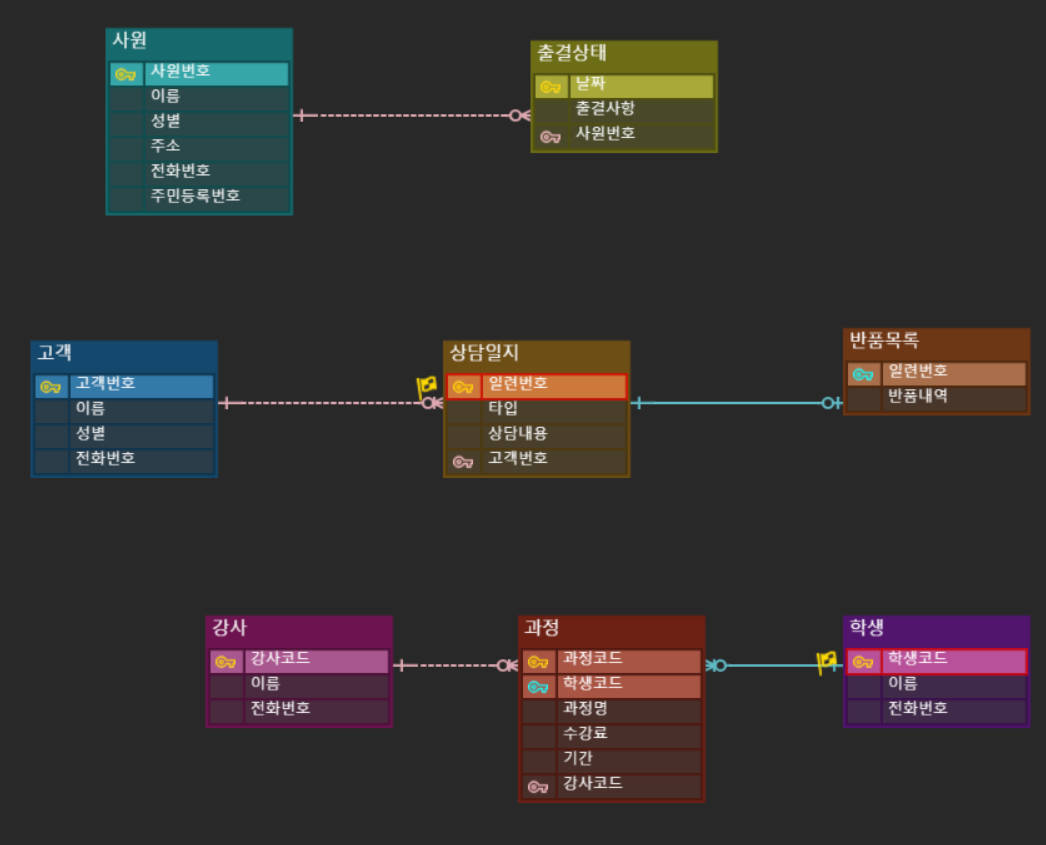 사원
사원번호
이름
성별
주소
전화번호
주민등록번호
출결상태
날짜
출결사항
사원번호
고객
고객번호
이름
성별
전화번호
상담일지
일련번호
타입
상담내용
고객번호
반품목록
일련번호
반품내역
강사
강사코드
이름
전화번호
과정
과정코드
학생코드
과정명
수강료
기간
강사코드
학생
학생코드
이름
전화번호